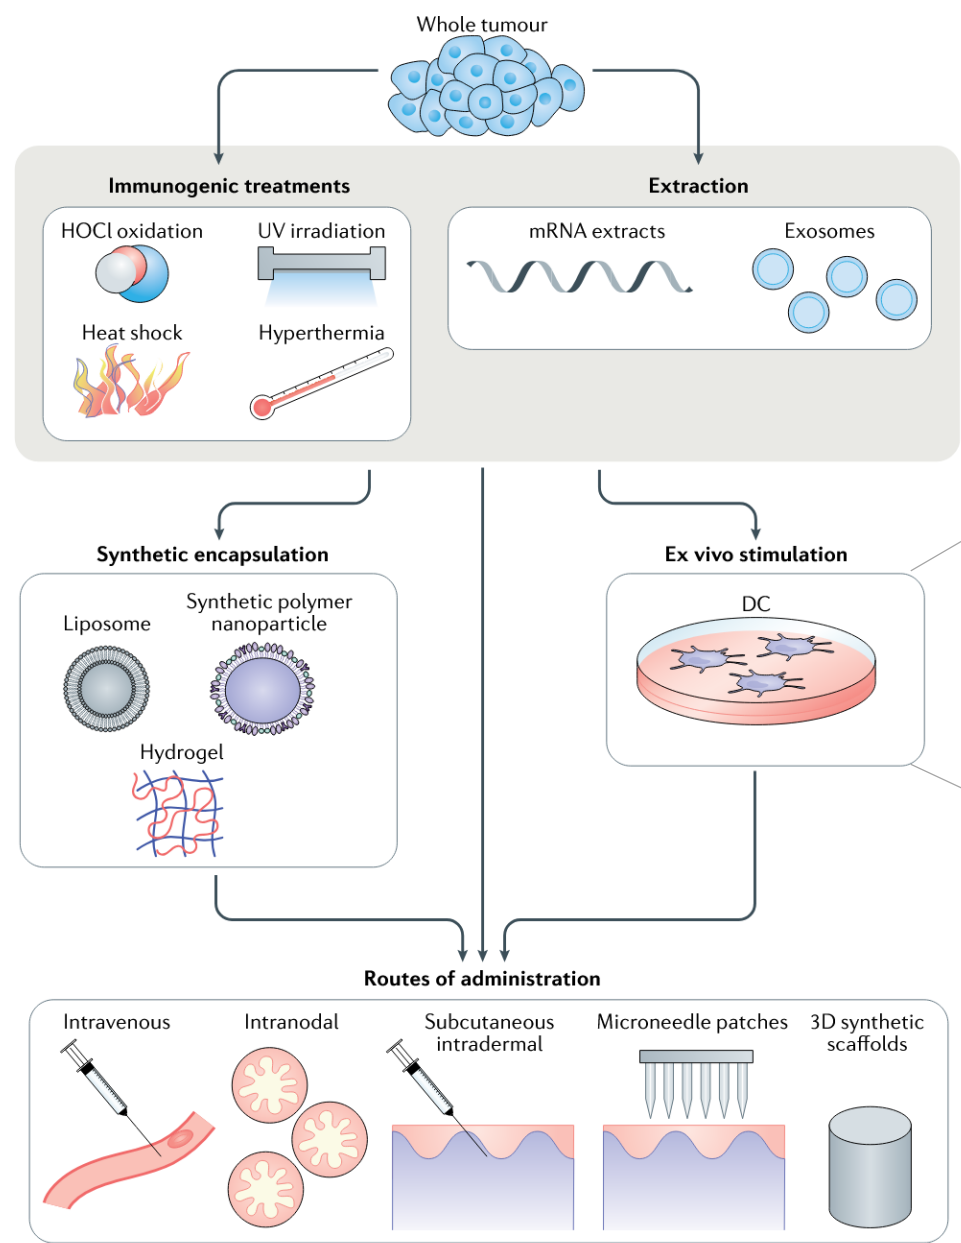 Whole tumour
Immunogenic treatments
Extraction
HOCl oxidation
UV irradiation
Heat shock
Hyperthermia
mRNA extracts
Exosomes
Synthetic encapsulation
Ex vivo stimulation
Liposome
Synthetic polymer
nanoparticle
Hydrogel
DC
Routes of administration
Intravenous
Intranodal
Subcutaneous
intradermal
Microneedle patches
3D synthetic
scaffolds